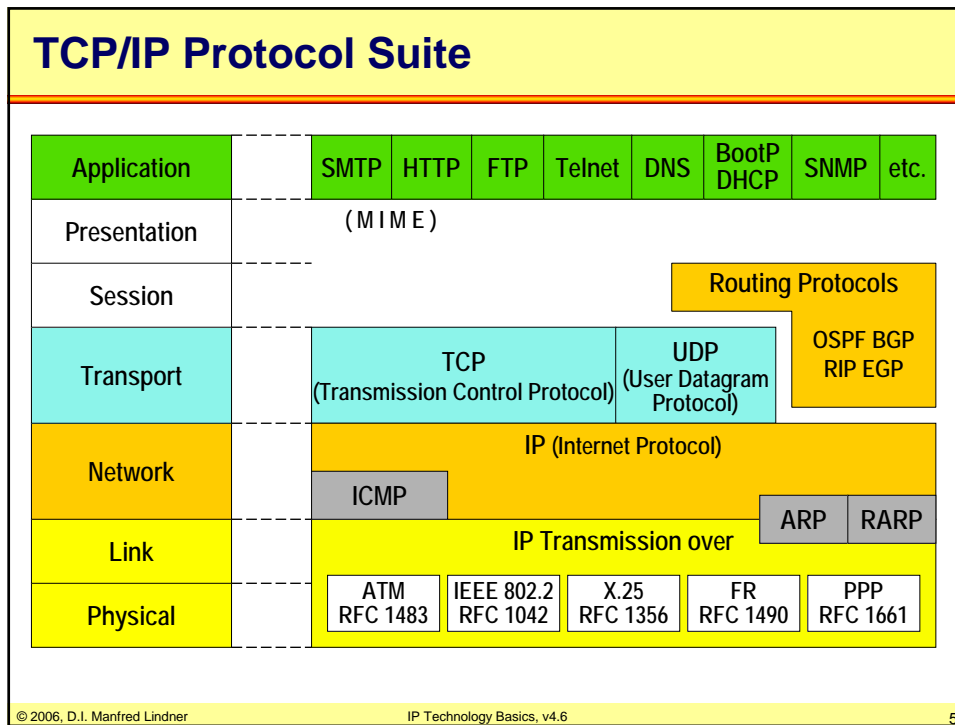 TCP/IP Protocol Suite
Application
SMTP
HTTP
FTP
Telnet
DNS
BootP
DHCP
SNMP
etc.
Presentation
(MIME)
Session
Routing Protocols
OSPF BGP
RIP EGP
Transport
TCP
(Transmission Control Protocol)
UDP
(User Datagram
Protocol)
Network
IP (Internet Protocol)
ICMP
ARP
RARP
Link
IP Transmission over
Physical
ATM
RFC 1483
IEEE 802.2
RFC 1042
X.25
RFC 1356
FR
RFC 1490
PPP
RFC 1661
© 2006, D.I. Manfred Lindner
IP Technology Basics, v4.6
5